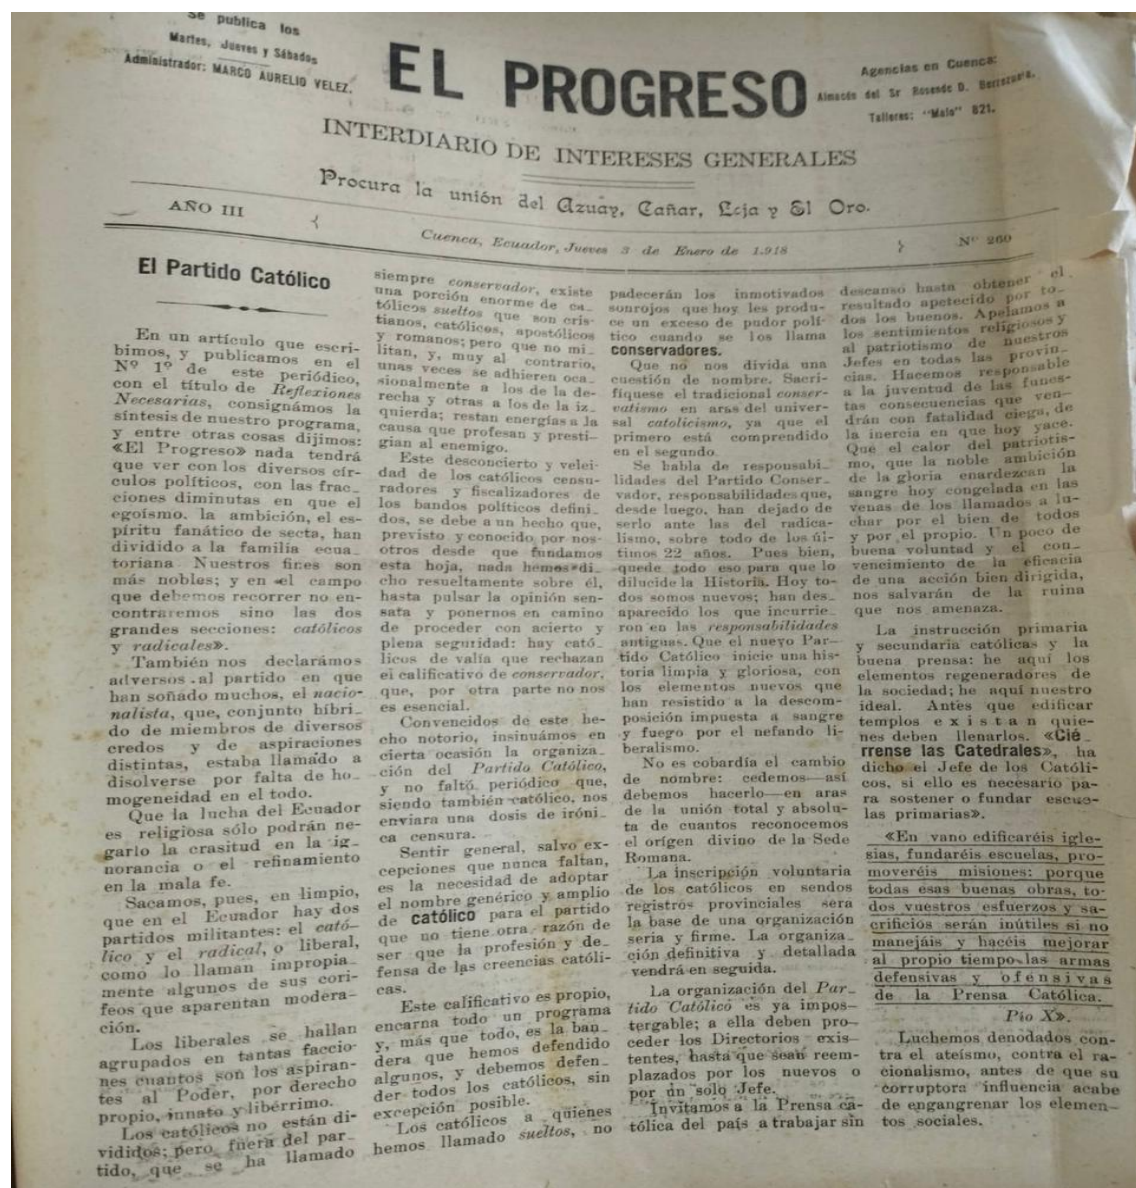 Se publica los
Martes, Jueves y Sábados
Administrador: MARCO AURELIO VELEZ.
EL PROGRESO
Agencias en Cuenca:
Almacén del Sr Rosendo D. Berrezueta.
Talleres: "Malo" 821.
INTERDIARIO DE INTERESES GENERALES
Procura la unión del Azuay, Cañar, Loja y El Oro.
AÑO III
Cuenca, Ecuador, Jueves 3 de Enero de 1.918
Nº 260
El Partido Católico
En un artículo que escri-
bimos, y publicamos en el
Nº 1º de este periódico,
con el título de Reflexiones
Necesarias, consignámos la
síntesis de nuestro programa,
y entre otras cosas dijimos:
«El Progreso» nada tendrá
que ver con los diversos cír-
culos políticos, con las frac-
ciones diminutas en que el
egoísmo. la ambición, el es-
píritu fanático de secta, han
dividido a la familia ecua-
toriana. Nuestros fines son
más nobles; y en el campo
que debemos recorrer no en-
contraremos sino las dos
grandes secciones: católicos
y radicales».
También nos declarámos
adversos al partido en que
han soñado muchos, el nacio-
nalista, que, conjunto híbri-
do de miembros de diversos
credos y de aspiraciones
distintas, estaba llamado a
disolverse por falta de ho-
mogeneidad en el todo.
Que la lucha del Ecuador
es religiosa sólo podrán ne-
garlo la crasitud en la ig-
norancia o el refinamiento
en la mala fe.
Sacamos, pues, en limpio,
que en el Ecuador hay dos
partidos militantes: el cató-
lico y el radical, o liberal,
como lo llaman impropia-
mente algunos de sus cori-
feos que aparentan modera-
ción.
Los liberales se hallan
agrupados en tantas faccio-
nes cuantos son los aspiran-
tes al Poder, por derecho
propio, innato y libérrimo.
Los católicos no están di-
vididos; pero, fuera del par-
tido, que se ha llamado
siempre conservador, existe
una porción enorme de ca-
tólicos sueltos que son cris-
tianos, católicos, apostólicos
y romanos; pero que no mi-
litan, y, muy al contrario,
unas veces se adhieren oca-
sionalmente a los de la de-
recha y otras a los de la iz-
quierda; restan energías a la
causa que profesan y presti-
gian al enemigo.
Este desconcierto y velei-
dad de los católicos censu-
radores y fiscalizadores de
los bandos políticos defini-
dos, se debe a un hecho que,
previsto y conocido por nos-
otros desde que fundamos
esta hoja, nada hemos di-
cho resueltamente sobre él,
hasta pulsar la opinión sen-
sata y ponernos en camino
de proceder con acierto y
plena seguridad: hay cató-
licos de valía que rechazan
el calificativo de conservador,
que, por otra parte no nos
es esencial.
Convencidos de este he-
cho notorio, insinuámos en
cierta ocasión la organiza-
ción del Partido Católico,
y no faltó periódico que,
siendo también católico, nos
enviara una dosis de iróni-
ca censura.
Sentir general, salvo ex-
cepciones que nunca faltan,
es la necesidad de adoptar
el nombre genérico y amplio
de católico para el partido
que no tiene otra razón de
ser que la profesión y de-
fensa de las creencias católi-
cas.
Este calificativo es propio,
encarna todo un programa
y, más que todo, es la ban-
dera que hemos defendido
algunos, y debemos defen-
der todos los católicos, sin
excepción posible.
Los católicos a quienes
hemos llamado sueltos, no
padecerán los inmotivados
sonrojos que hoy les produ-
ce un exceso de pudor polí-
tico cuando se los llama
conservadores.
Que no nos divida una
cuestión de nombre. Sacri-
fíquese el tradicional conser-
vatismo en aras del univer-
sal catolicismo, ya que el
primero está comprendido
en el segundo.
Se habla de responsabi-
lidades del Partido Conser-
vador, responsabilidades que,
desde luego, han dejado de
serlo ante las del radica-
lismo, sobre todo de los úl-
timos 22 años. Pues bien,
quede todo eso para que lo
dilucide la Historia. Hoy to-
dos somos nuevos; han des-
aparecido los que incurrie-
ron en las responsabilidades
antiguas. Que el nuevo Par-
tido Católico inicie una his-
toria limpia y gloriosa, con
los elementos nuevos que
han resistido a la descom-
posición impuesta a sangre
y fuego por el nefando li-
beralismo.
No es cobardía el cambio
de nombre: cedemos—así
debemos hacerlo—en aras
de la unión total y absolu-
ta de cuantos reconocemos
el orígen divino de la Sede
Romana.
La inscripción voluntaria
de los católicos en sendos
registros provinciales será
la base de una organización
seria y firme. La organiza-
ción definitiva y detallada
vendrá en seguida.
La organización del Par-
tido Católico es ya impos-
tergable; a ella deben pro-
ceder los Directorios exis-
tentes, hasta que sean reem-
plazados por los nuevos o
por un solo Jefe.
Invitamos a la Prensa ca-
tólica del país a trabajar sin
descanso hasta obtener el
resultado apetecido por to-
dos los buenos. Apelamos a
los sentimientos religiosos y
al patriotismo de nuestros
Jefes en todas las provin-
cias. Hacemos responsable
a la juventud de las funes-
tas consecuencias que ven-
drán con fatalidad ciega, de
la inercia en que hoy yace.
Que el calor del patriotis-
mo, que la noble ambición
de la gloria enardezcan la
sangre hoy congelada en las
venas de los llamados a lu-
char por el bien de todos
y por el propio. Un poco de
buena voluntad y el con-
vencimiento de la eficacia
de una acción bien dirigida,
nos salvarán de la ruina
que nos amenaza.
La instrucción primaria
y secundaria católicas y la
buena prensa: he aquí los
elementos regeneradores de
la sociedad; he aquí nuestro
ideal. Antes que edificar
templos existan quie-
nes deben llenarlos. «Cié-
rrense las Catedrales», ha
dicho el Jefe de los Católi-
cos, si ello es necesario pa-
ra sostener o fundar escue-
las primarias».
«En vano edificaréis igle-
sias, fundaréis escuelas, pro-
moveréis misiones: porque
todas esas buenas obras, to-
dos vuestros esfuerzos y sa-
crificios serán inútiles si no
manejáis y hacéis mejorar
al propio tiempo las armas
defensivas y ofensivas
de la Prensa Católica.
Pío X».
Luchemos denodados con-
tra el ateísmo, contra el ra-
cionalismo, antes de que su
corruptora influencia acabe
de engangrenar los elemen-
tos sociales.